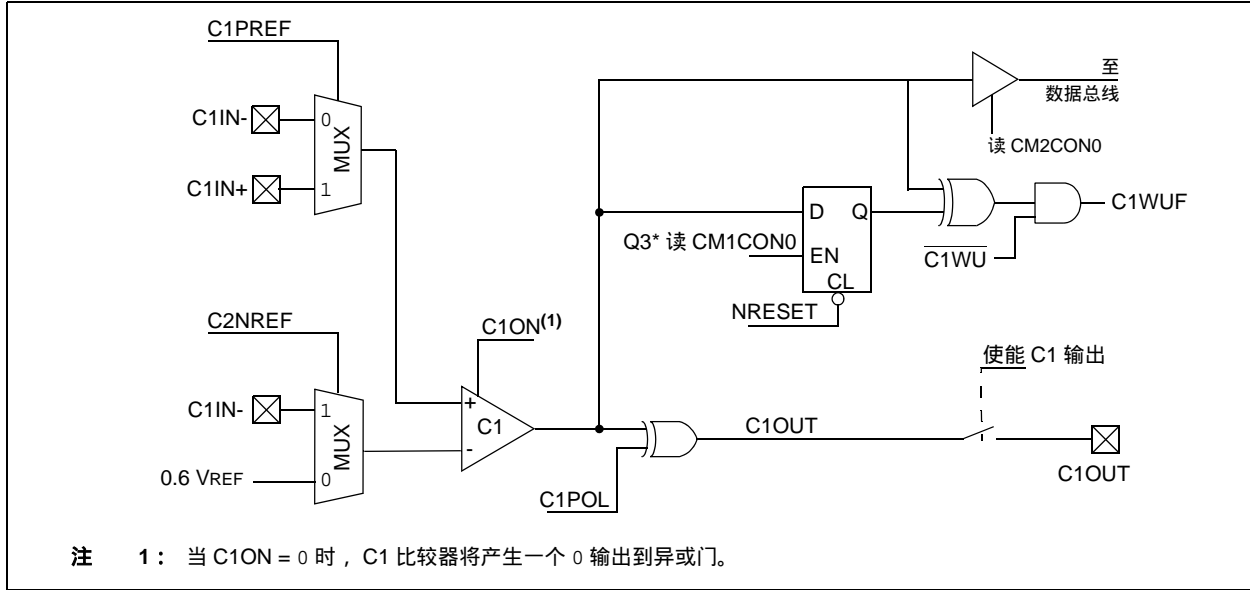 C1PREF
C1IN-
0
MUX
C1IN+
1
至
数据总线
读 CM2CON0
D Q
Q3* 读 CM1CON0
EN
CL
NRESET
C1WUF
C1WU
C2NREF
C1ON(1)
C1IN-
1
MUX
0.6 VREF
0
+
C1
-
C1POL
C1OUT
使能 C1 输出
C1OUT
注 1： 当 C1ON = 0 时，C1 比较器将产生一个 0 输出到异或门。